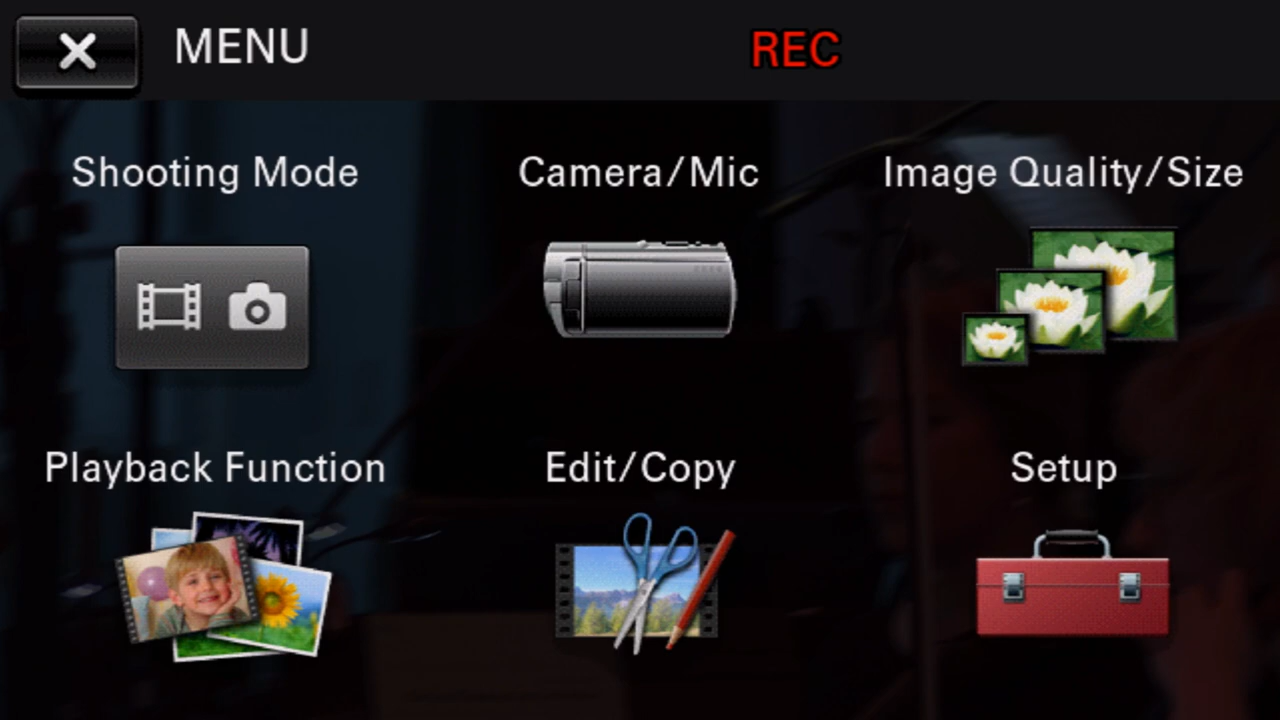 MENU
REC
Shooting Mode
Camera/Mic
Image Quality/Size
Playback Function
Edit/Copy
Setup